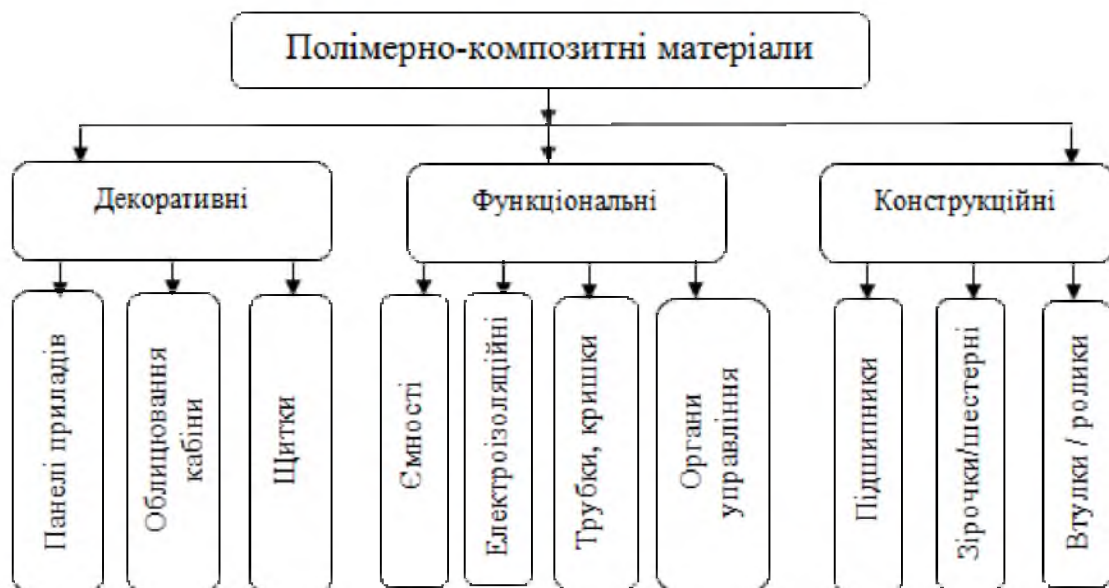 Полімерно-композитні матеріали
Декоративні
Функціональні
Конструкційні
Панелі приладів
Облицювання
кабіни
Щитки
Ємності
Електроізоляційні
Трубки, кришки
Органи
управління
Підшипники
Зірочки/шестерні
Втулки / ролики